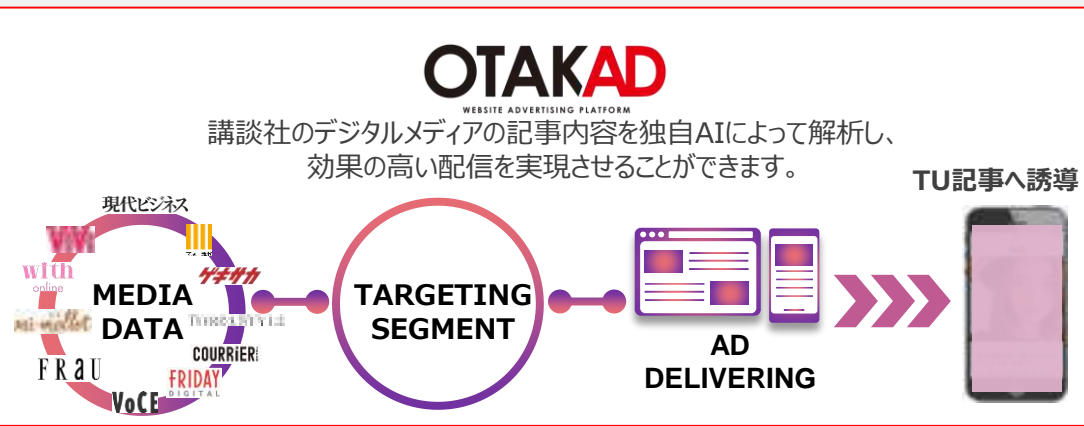 OTAKAD
WEBSITE ADVERTISING PLATFORM
講談社のデジタルメディアの記事内容を独自AIによって解析し、
効果の高い配信を実現させることができます。
TU記事へ誘導
現代ビジネス
with
online
ゲキサカ
MEDIA
DATA
mi-mollet
COURRiER
FRaU
FRIDAY
DIGITAL
VoCE
TARGETING
SEGMENT
AD
DELIVERING